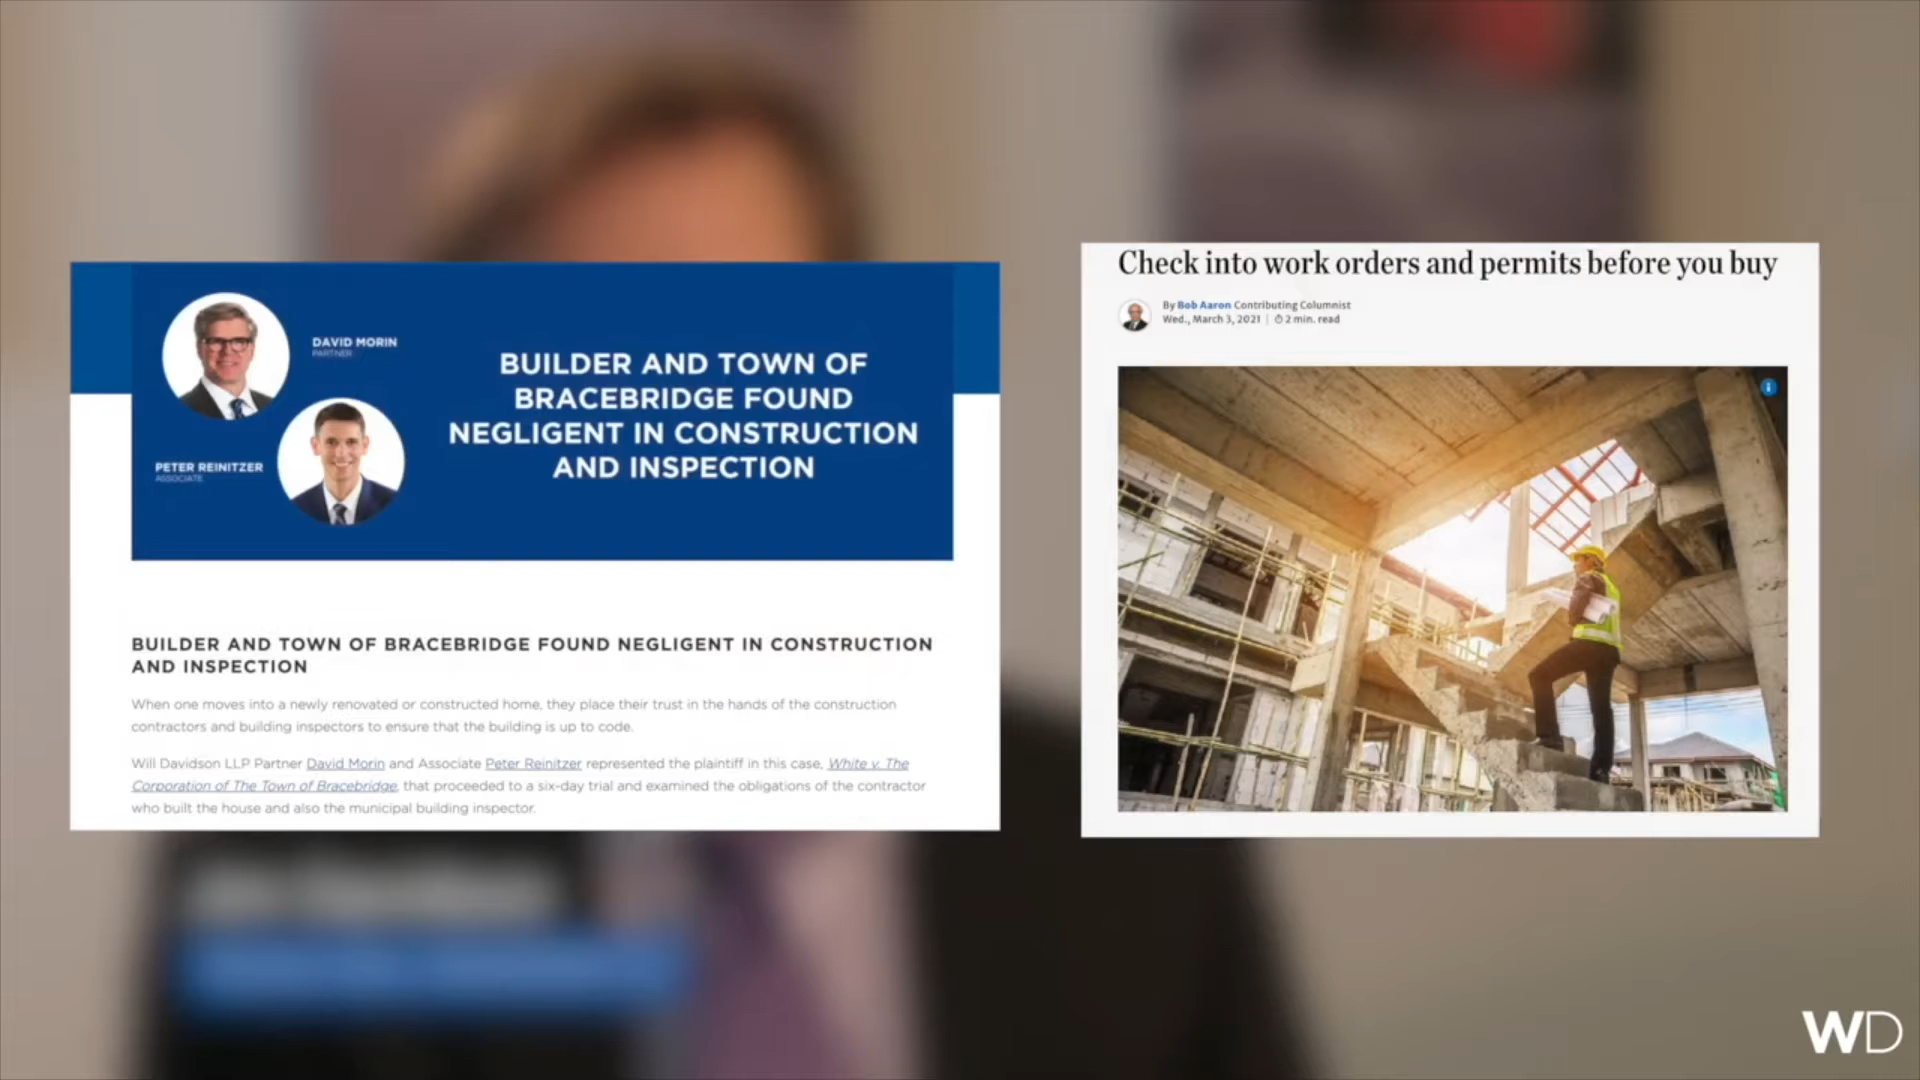 DAVID MORIN
PARTNER
PETER REINITZER
ASSOCIATE
BUILDER AND TOWN OF
BRACEBRIDGE FOUND
NEGLIGENT IN CONSTRUCTION
AND INSPECTION
BUILDER AND TOWN OF BRACEBRIDGE FOUND NEGLIGENT IN CONSTRUCTION
AND INSPECTION
When one moves into a newly renovated or constructed home, they place their trust in the hands of the construction
contractors and building inspectors to ensure that the building is up to code.
Will Davidson LLP Partner David Morin and Associate Peter Reinitzer represented the plaintiff in this case, White v. The
Corporation of The Town of Bracebridge, that proceeded to a six-day trial and examined the obligations of the contractor
who built the house and also the municipal building inspector.
Check into work orders and permits before you buy
By Bob Aaron Contributing Columnist
Wed., March 3, 2021 | 2 min. read
WD